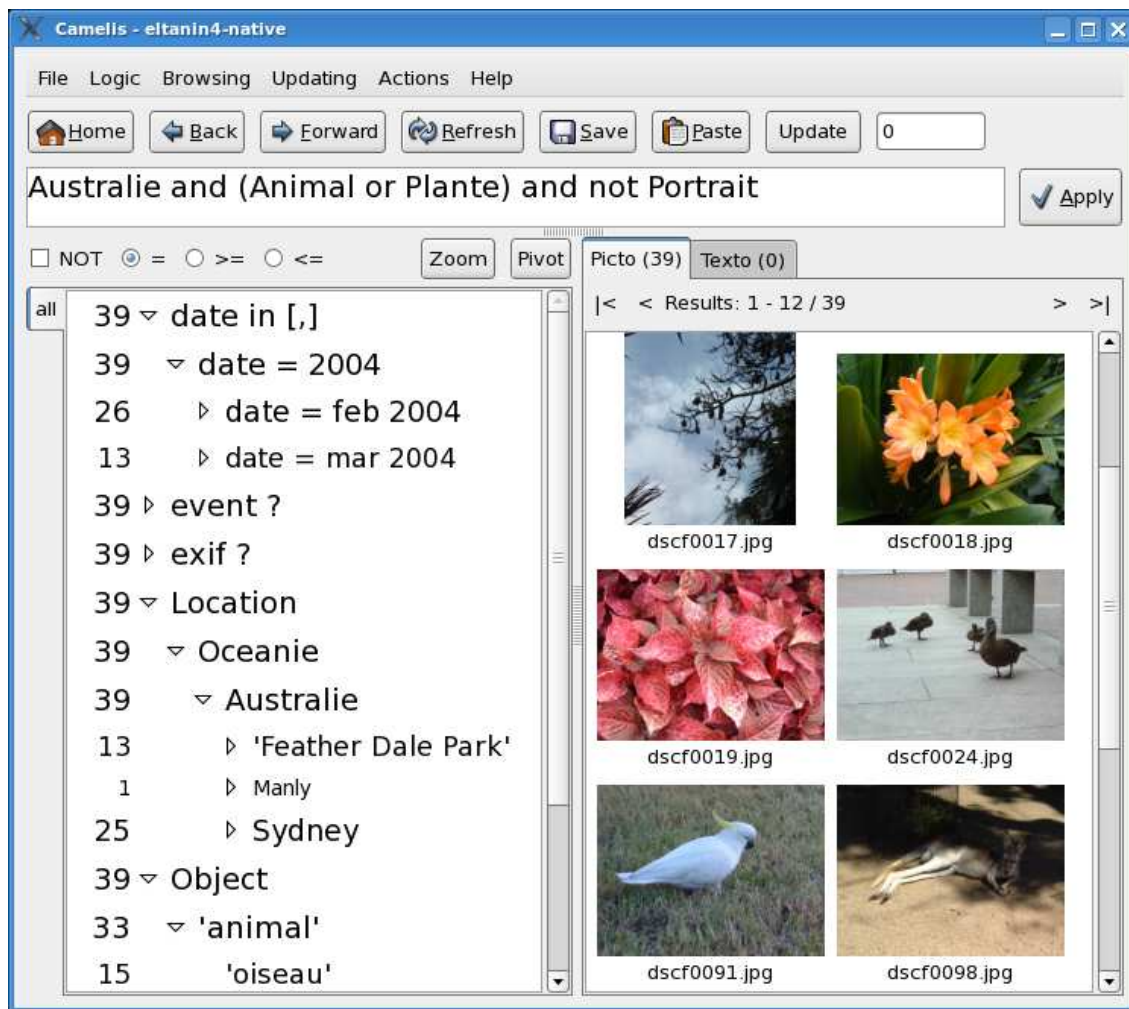 Camelis - eltanin4-native
File Logic Browsing Updating Actions Help
Home Back Forward Refresh Save Paste Update 0
Australie and (Animal or Plante) and not Portrait
Apply
NOT = >= <= Zoom Pivot
Picto (39) Texto (0)
all
39 date in [,]
39 date = 2004
26 date = feb 2004
13 date = mar 2004
39 event ?
39 exif ?
39 Location
39 Oceanie
39 Australie
13 'Feather Dale Park'
1 Manly
25 Sydney
39 Object
33 'animal'
15 'oiseau'
|< < Results: 1 - 12 / 39 > >|
dscf0017.jpg dscf0018.jpg
dscf0019.jpg dscf0024.jpg
dscf0091.jpg dscf0098.jpg